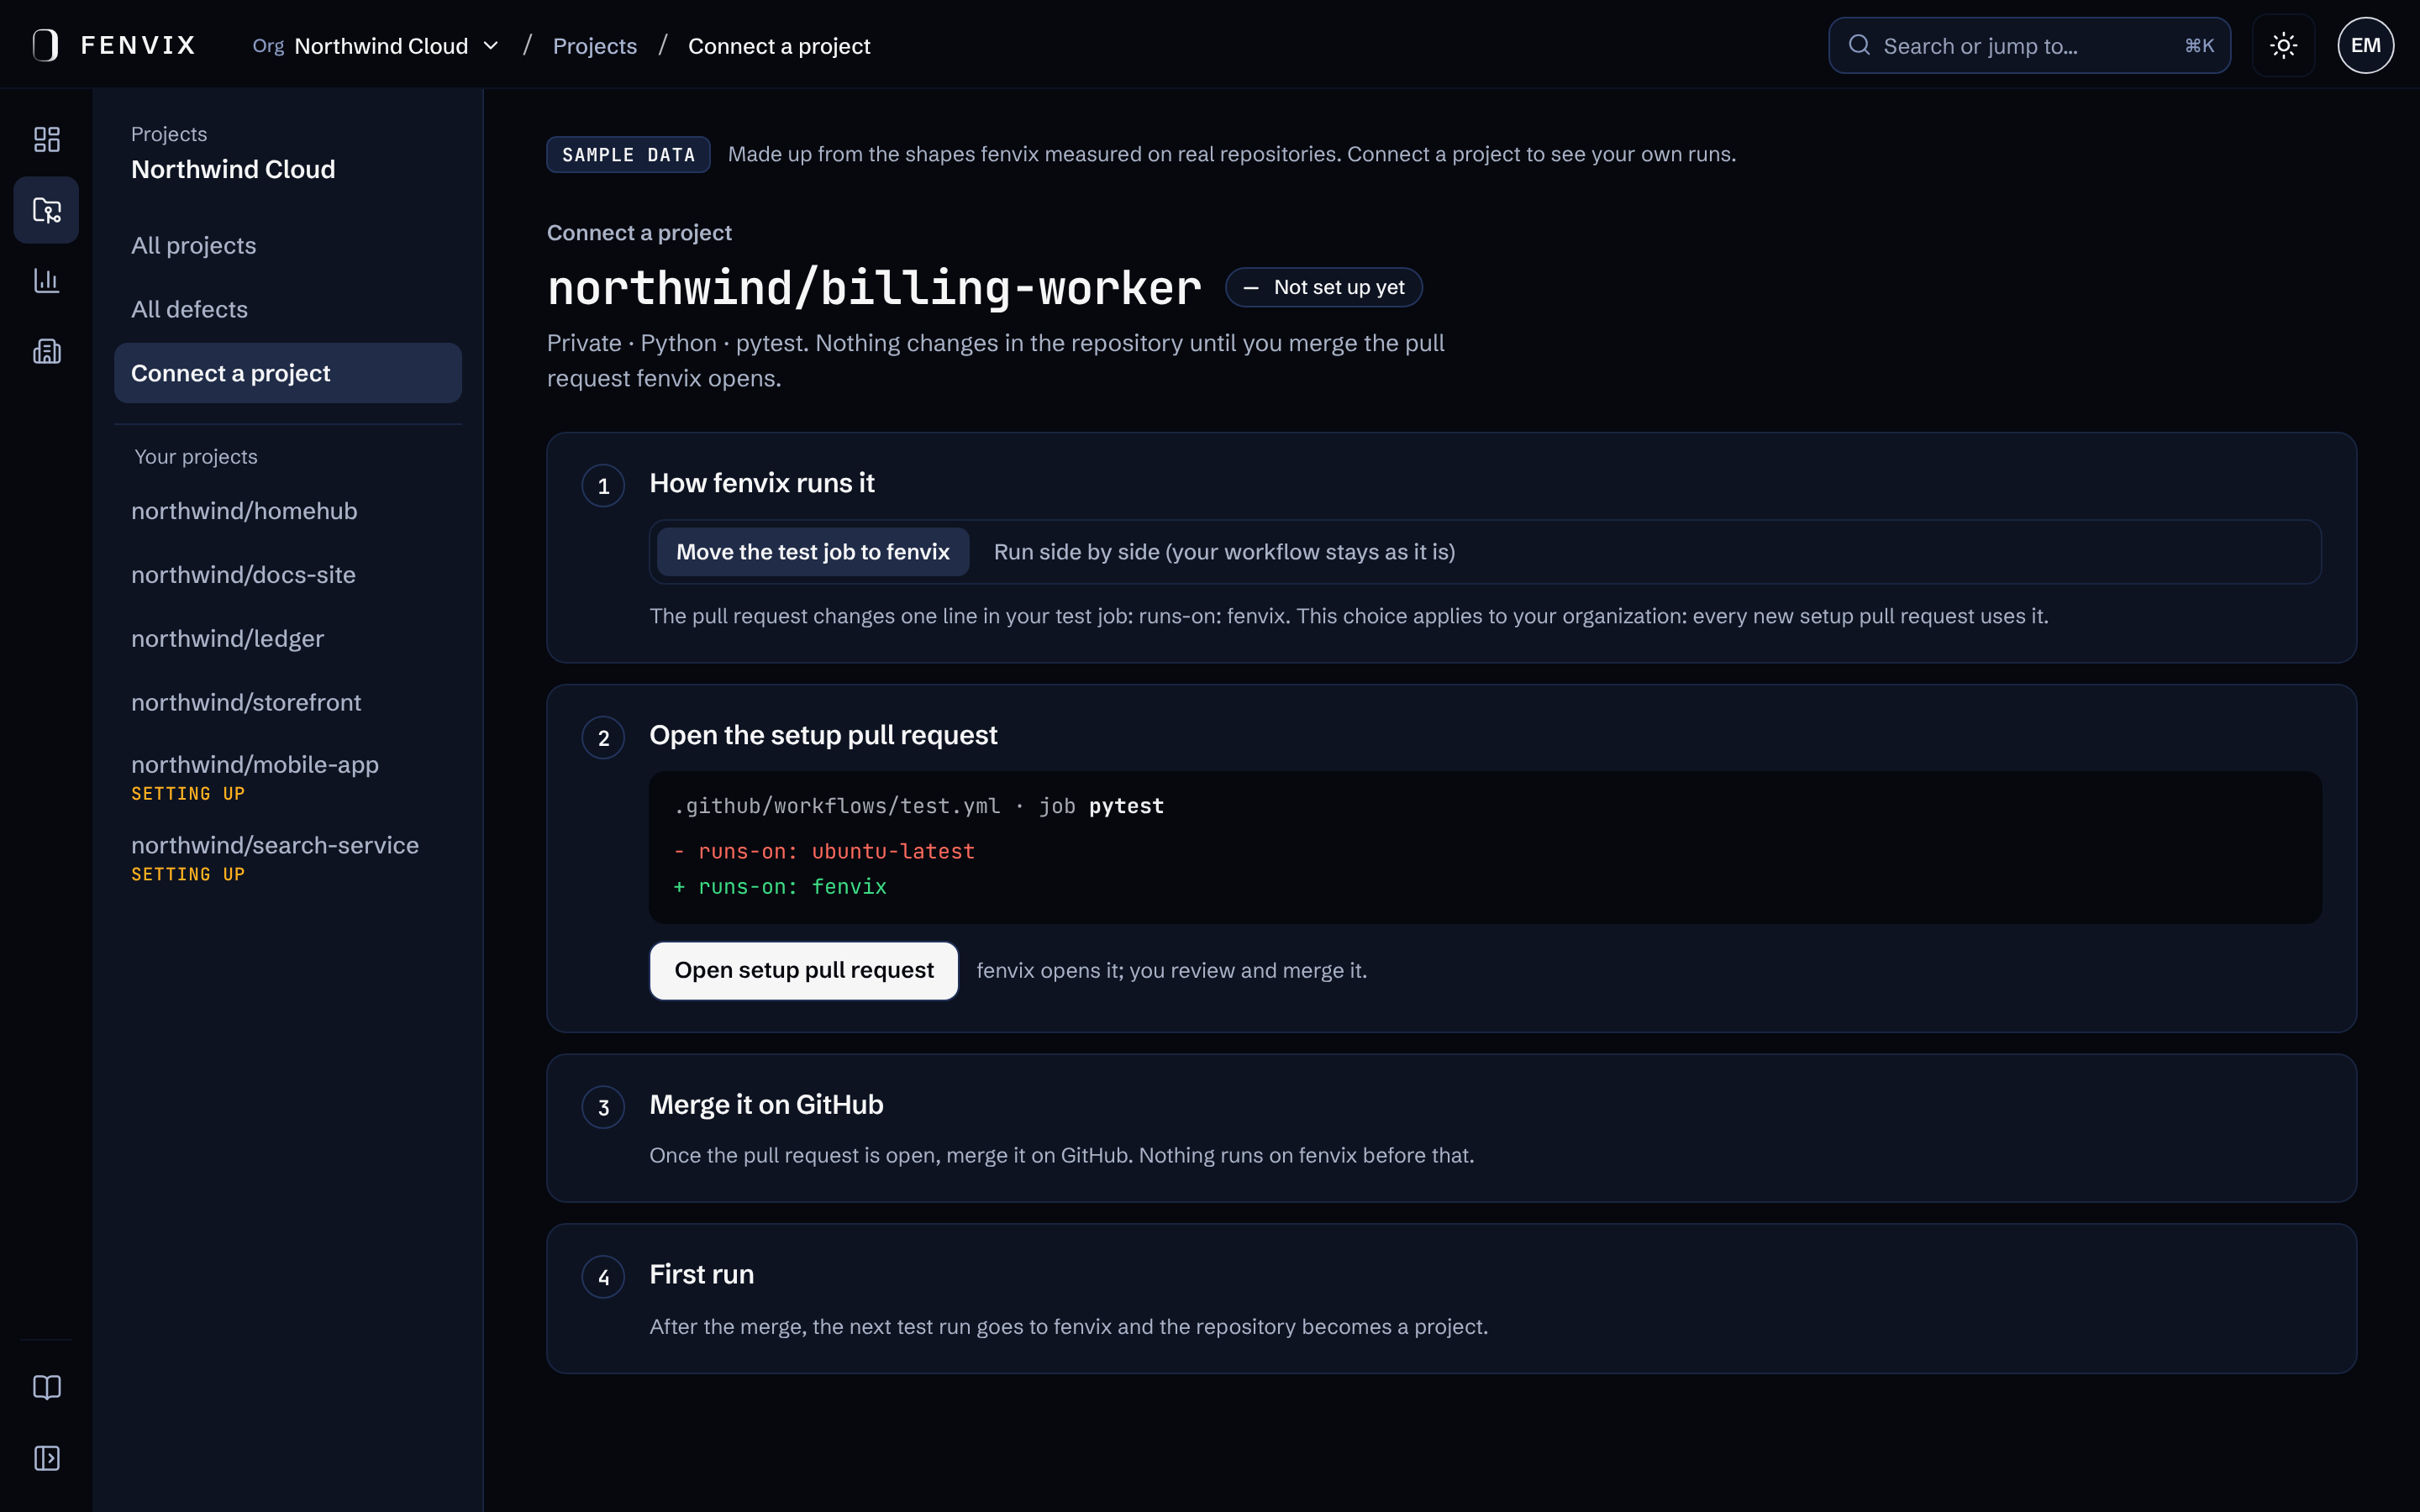 FENVIX
Org Northwind Cloud / Projects / Connect a project
Search or jump to... ⌘K
EM
Projects
Northwind Cloud
All projects
All defects
Connect a project
Your projects
northwind/homehub
northwind/docs-site
northwind/ledger
northwind/storefront
northwind/mobile-app
SETTING UP
northwind/search-service
SETTING UP
SAMPLE DATA Made up from the shapes fenvix measured on real repositories. Connect a project to see your own runs.
Connect a project
northwind/billing-worker — Not set up yet
Private · Python · pytest. Nothing changes in the repository until you merge the pull
request fenvix opens.
1 How fenvix runs it
Move the test job to fenvix Run side by side (your workflow stays as it is)
The pull request changes one line in your test job: runs-on: fenvix. This choice applies to your organization: every new setup pull request uses it.
2 Open the setup pull request
.github/workflows/test.yml · job pytest
- runs-on: ubuntu-latest
+ runs-on: fenvix
Open setup pull request fenvix opens it; you review and merge it.
3 Merge it on GitHub
Once the pull request is open, merge it on GitHub. Nothing runs on fenvix before that.
4 First run
After the merge, the next test run goes to fenvix and the repository becomes a project.